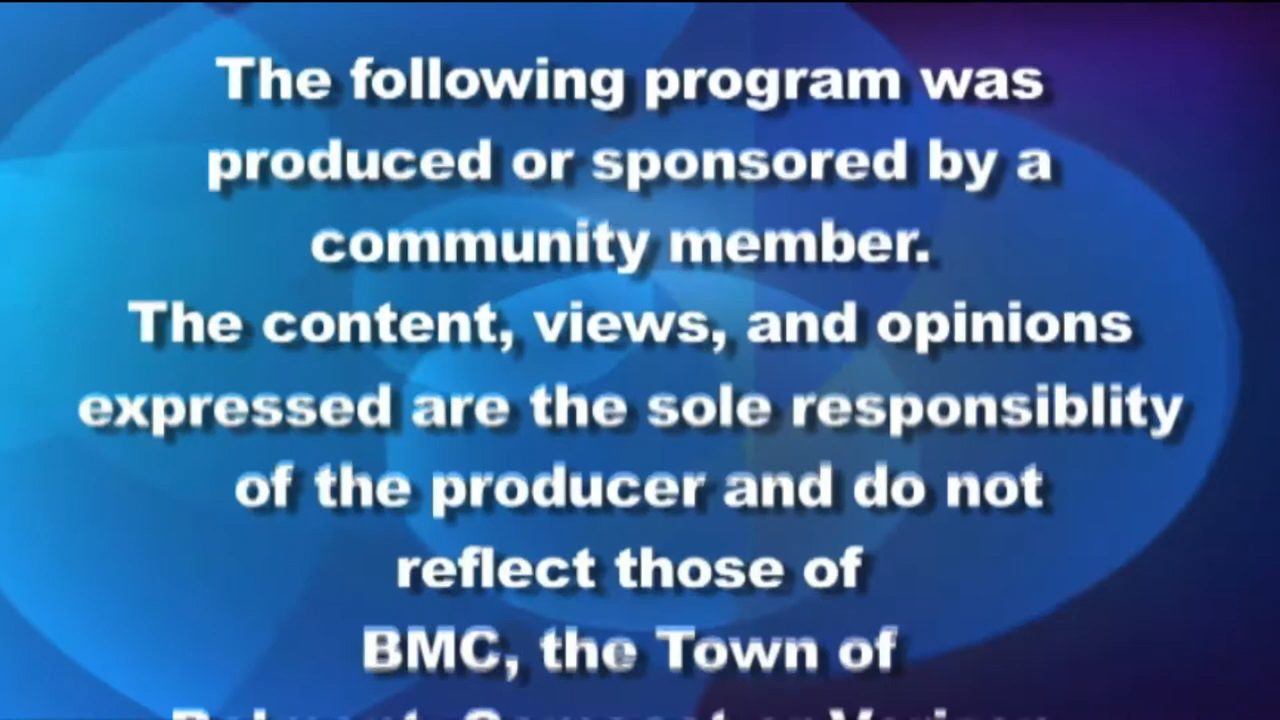 The following program was
produced or sponsored by a
community member.
The content, views, and opinions
expressed are the sole responsiblity
of the producer and do not
reflect those of
BMC, the Town of